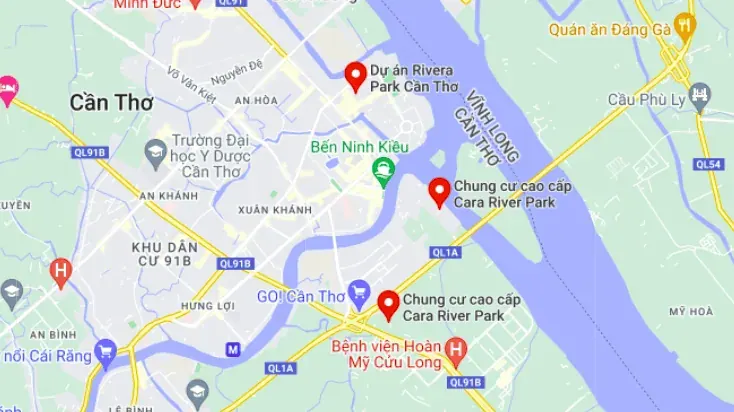 Minh Đức
QL91
Quán ăn Đáng Gà
Nguyễn Đệ
Võ Văn Kiệt
Dự án Rivera
Park Cần Thơ
Cần Thơ
AN HÒA
VĨNH LONG
CẦN THƠ
Cầu Phù Ly
QL91B
Trường Đại
học Y Dược
Cần Thơ
Bến Ninh Kiều
QL54
Chung cư cao cấp
Cara River Park
AN KHÁNH
XUÂN KHÁNH
XUYÊN
KHU DÂN
CƯ 91B
QL91B
QL1A
GO! Cần Thơ
Chung cư cao cấp
Cara River Park
HƯNG LỢI
MỸ HOÀ
AN BÌNH
nổi Cái Răng
M
Bệnh viện Hoàn
Mỹ Cửu Long
QL1A
QL91B
LÊ BÌNH